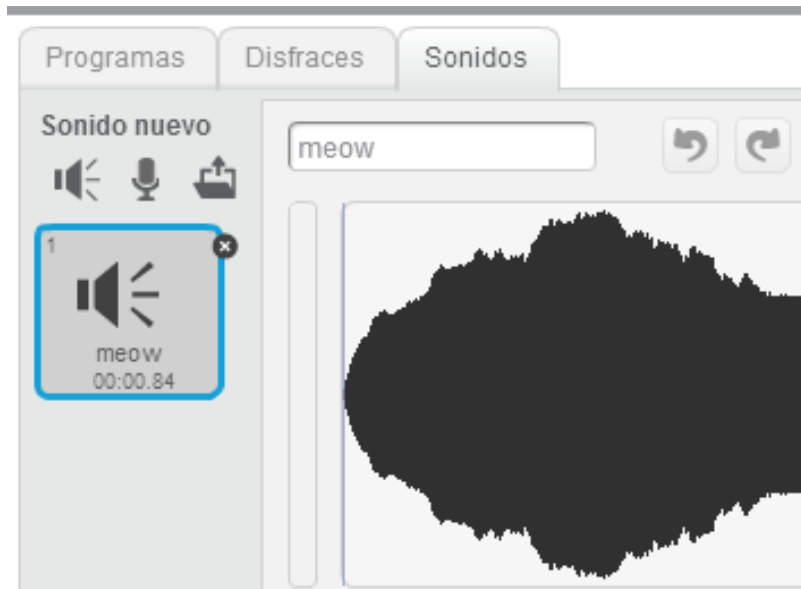 Programas
Disfraces
Sonidos
Sonido nuevo
meow
1
meow
00:00.84